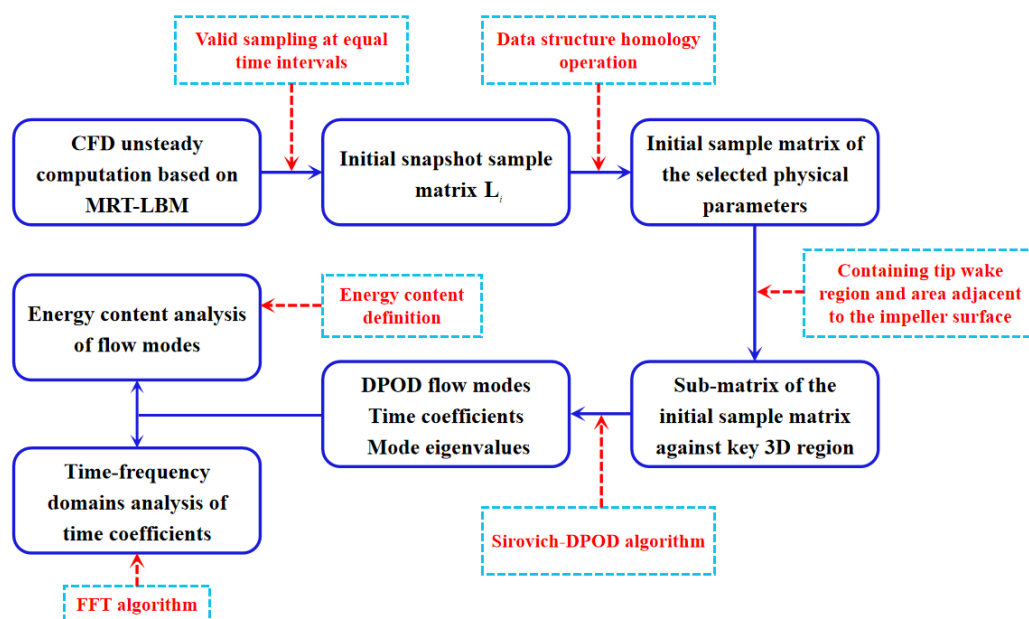 Valid sampling at equal
time intervals
Data structure homology
operation
CFD unsteady
computation based on
MRT-LBM
Initial snapshot sample
matrix L_i
Initial sample matrix of
the selected physical
parameters
Containing tip wake
region and area adjacent
to the impeller surface
Energy content analysis
of flow modes
Energy content
definition
DPOD flow modes
Time coefficients
Mode eigenvalues
Sub-matrix of the
initial sample matrix
against key 3D region
Time-frequency
domains analysis of
time coefficients
Sirovich-DPOD algorithm
FFT algorithm